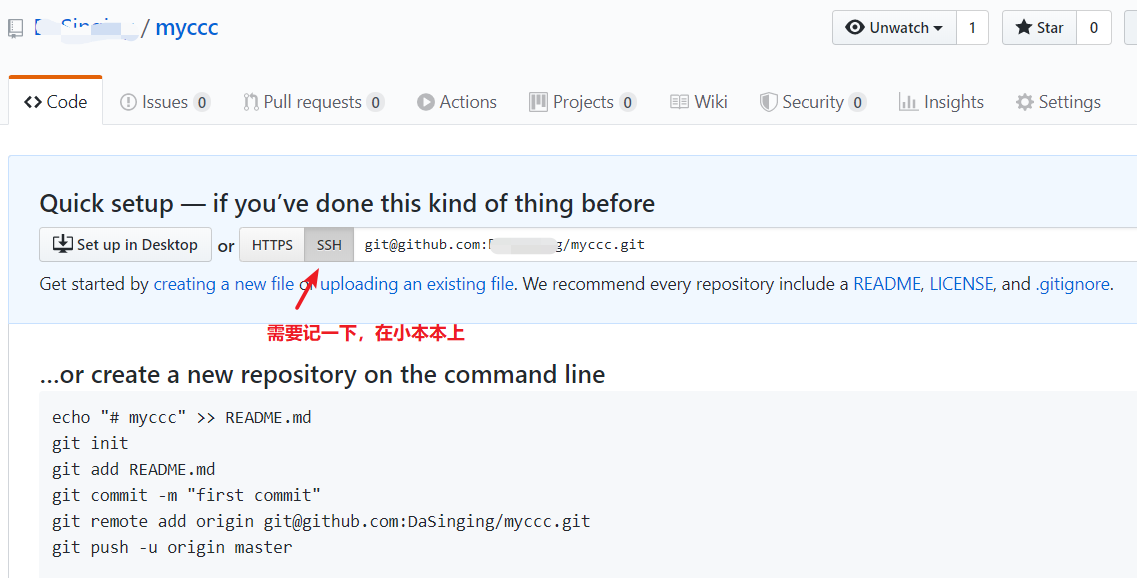 / myccc
Unwatch 1 Star 0
Code Issues 0 Pull requests 0 Actions Projects 0 Wiki Security 0 Insights Settings
Quick setup — if you’ve done this kind of thing before
Set up in Desktop or HTTPS SSH git@github.com: /myccc.git
Get started by creating a new file or uploading an existing file. We recommend every repository include a README, LICENSE, and .gitignore.
需要记一下，在小本本上
…or create a new repository on the command line
echo "# myccc" >> README.md
git init
git add README.md
git commit -m "first commit"
git remote add origin git@github.com:DaSinging/myccc.git
git push -u origin master